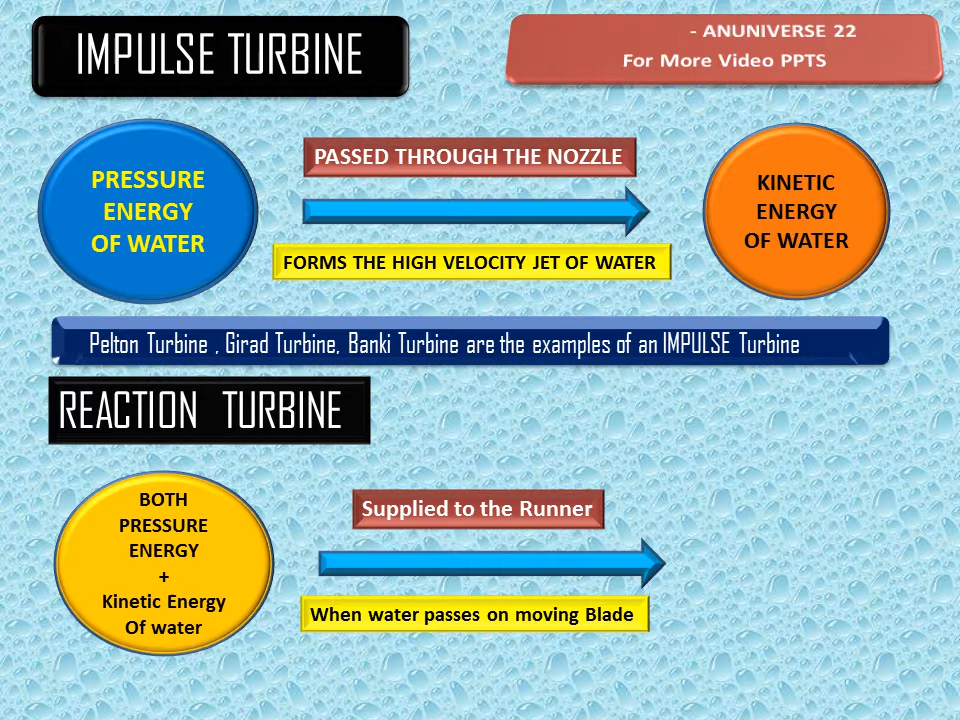 IMPULSE TURBINE
- ANUNIVERSE 22
For More Video PPTS
PRESSURE
ENERGY
OF WATER
PASSED THROUGH THE NOZZLE
FORMS THE HIGH VELOCITY JET OF WATER
KINETIC
ENERGY
OF WATER
Pelton Turbine , Girad Turbine, Banki Turbine are the examples of an IMPULSE Turbine
REACTION TURBINE
BOTH
PRESSURE
ENERGY
+
Kinetic Energy
Of water
Supplied to the Runner
When water passes on moving Blade